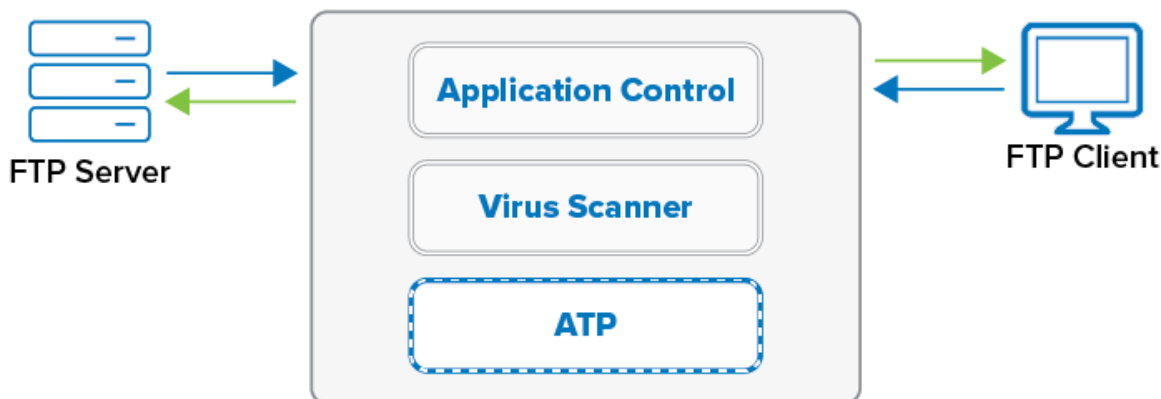 Application Control
FTP Server
FTP Client
Virus Scanner
ATP